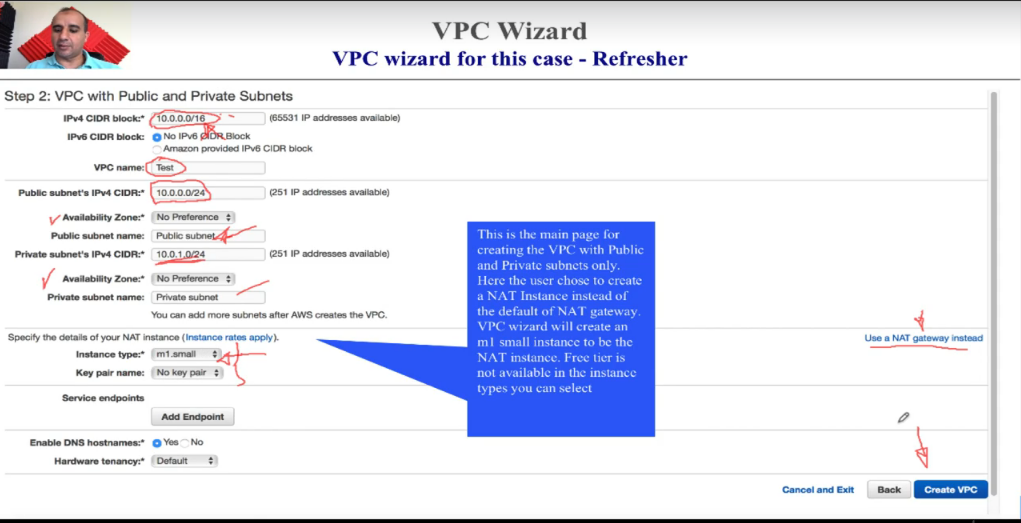 VPC Wizard
VPC wizard for this case - Refresher
Step 2: VPC with Public and Private Subnets
IPv4 CIDR block:* 10.0.0.0/16 (65531 IP addresses available)
IPv6 CIDR block: No IPv6 CIDR Block
Amazon provided IPv6 CIDR block
VPC name: Test
Public subnet's IPv4 CIDR:* 10.0.0.0/24 (251 IP addresses available)
Availability Zone:* No Preference
Public subnet name: Public subnet
Private subnet's IPv4 CIDR:* 10.0.1.0/24 (251 IP addresses available)
Availability Zone:* No Preference
Private subnet name: Private subnet
You can add more subnets after AWS creates the VPC.
Specify the details of your NAT instance (Instance rates apply).
Use a NAT gateway instead
Instance type:* m1.small
Key pair name: No key pair
Service endpoints
Add Endpoint
Enable DNS hostnames:* Yes No
Hardware tenancy:* Default
This is the main page for
creating the VPC with Public
and Private subnets only.
Here the user chose to create
a NAT Instance instead of
the default of NAT gateway.
VPC wizard will create an
m1 small instance to be the
NAT instance. Free tier is
not available in the instance
types you can select
Cancel and Exit Back Create VPC